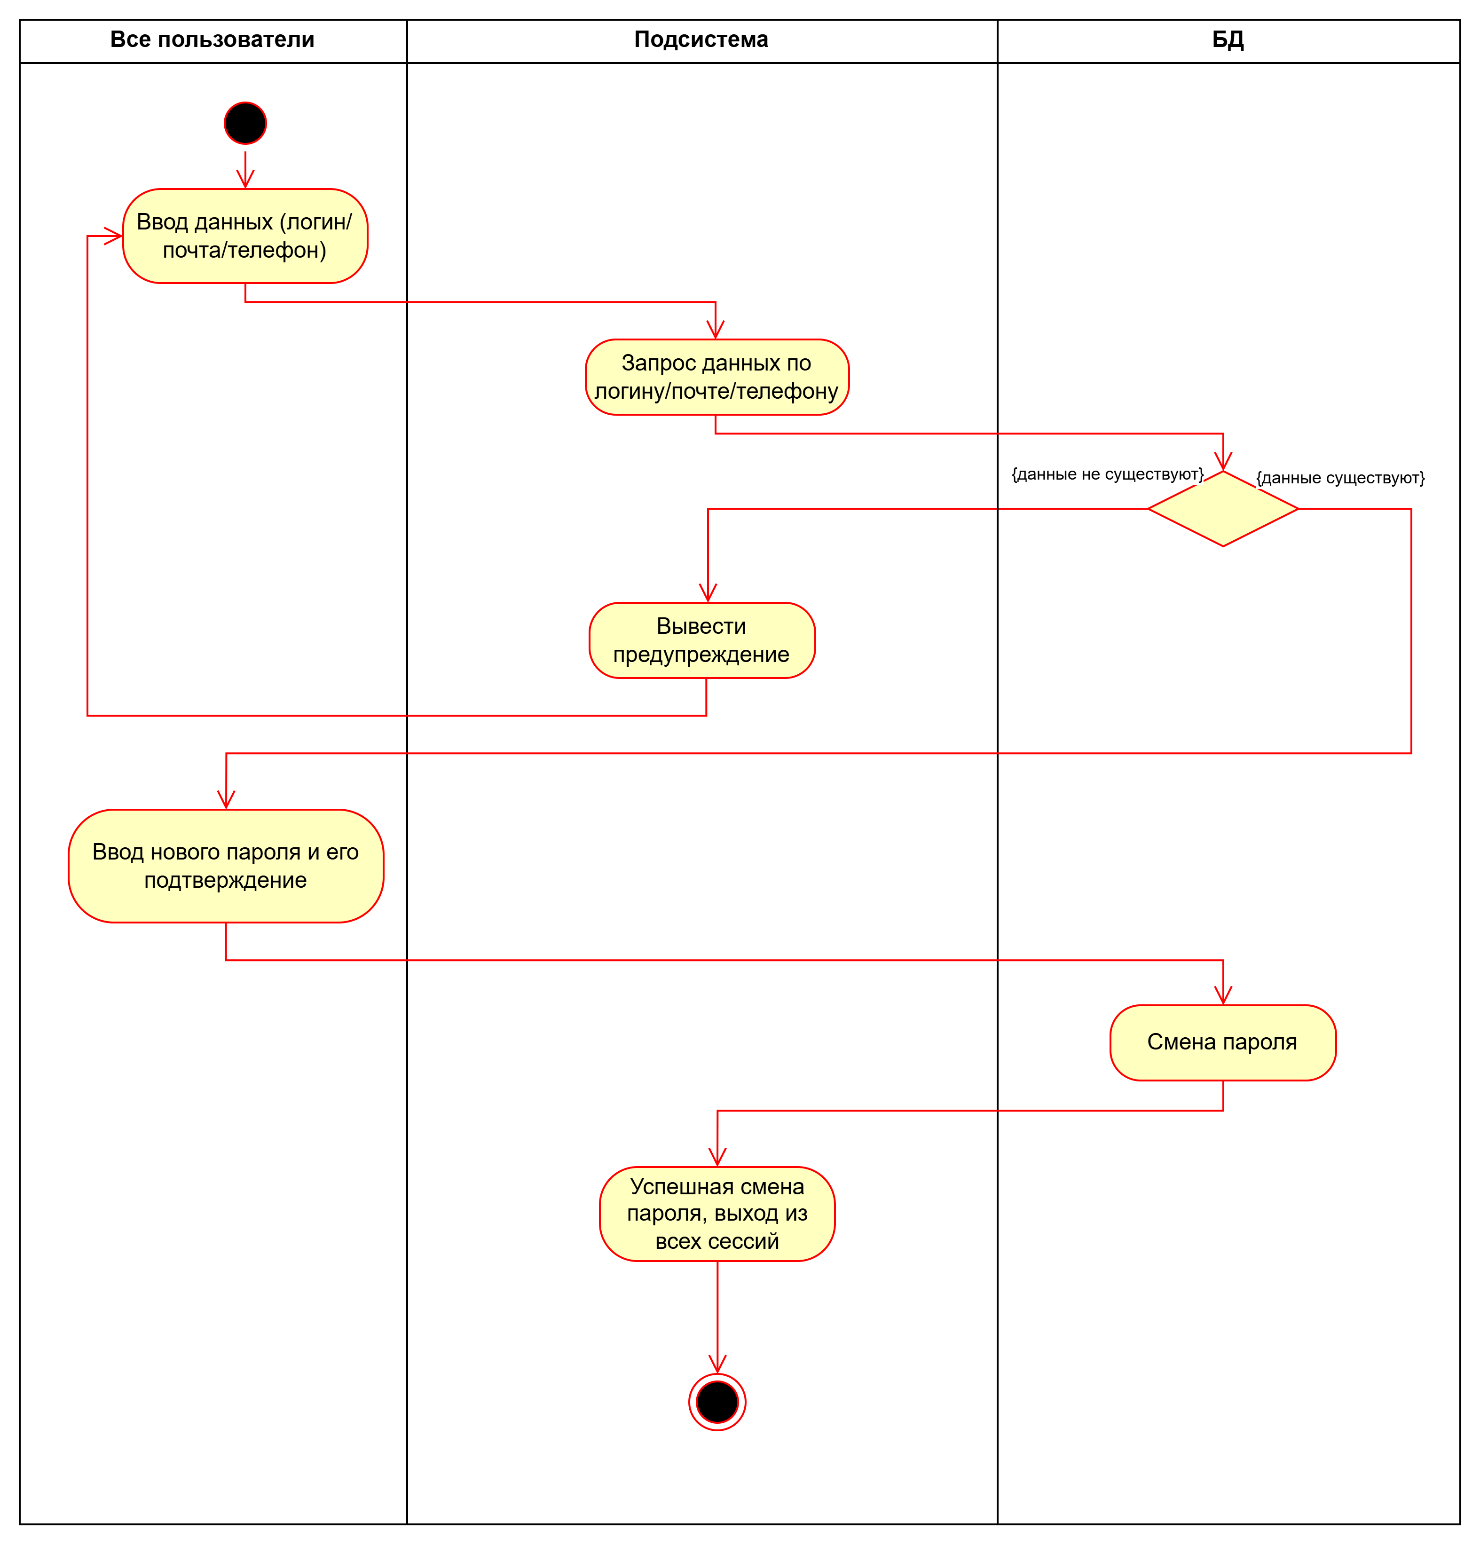 Все пользователи
Подсистема
БД
Ввод данных (логин/
почта/телефон)
Запрос данных по
логину/почте/телефону
{данные не существуют}
{данные существуют}
Вывести
предупреждение
Ввод нового пароля и его
подтверждение
Смена пароля
Успешная смена
пароля, выход из
всех сессий